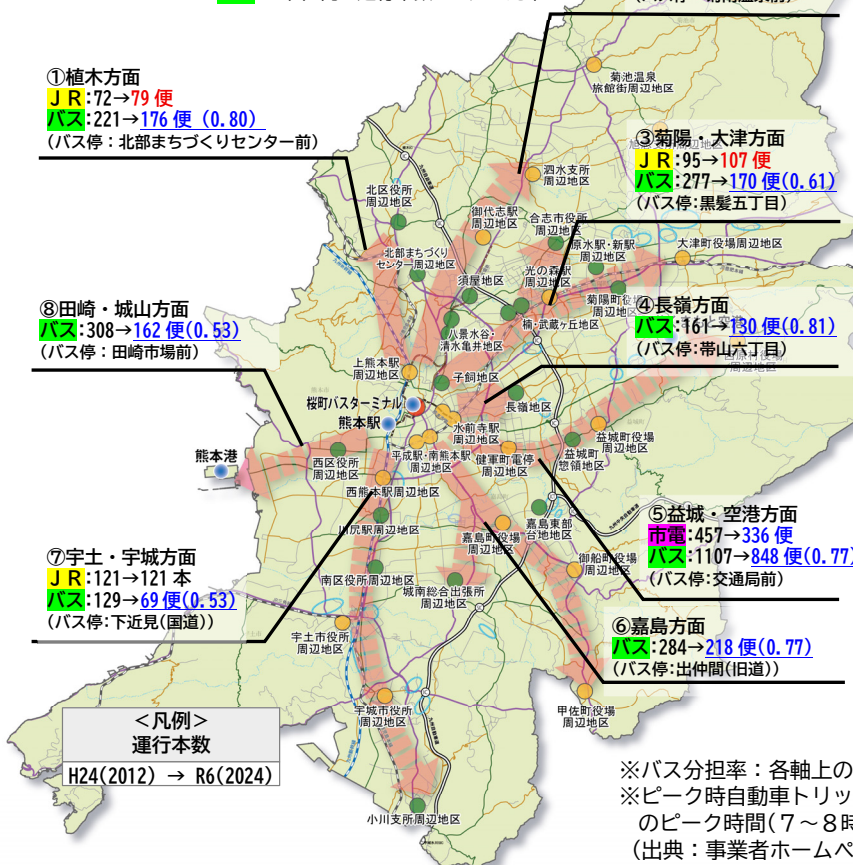 ①植木方面
ＪＲ:72→79 便
バス:221→176 便 (0.80)
(バス停：北部まちづくりセンター前)
菊池温泉
旅館街周辺地区
③菊陽・大津方面
ＪＲ:95→107 便
バス:277→170 便(0.61)
(バス停:黒髪五丁目)
泗水支所
周辺地区
北区役所
周辺地区
御代志駅
周辺地区
合志市役所
周辺地区
原水駅・新駅
周辺地区
大津町役場周辺地区
北部まちづくり
センター周辺地区
須屋地区
光の森駅
周辺地区
菊陽町役場
周辺地区
⑧田崎・城山方面
バス:308→162 便(0.53)
(バス停：田崎市場前)
④長嶺方面
バス:161→130 便(0.81)
(バス停:帯山六丁目)
八景水谷・
清水亀井地区
楠・武蔵ヶ丘地区
上熊本駅
周辺地区
子飼地区
桜町バスターミナル
長嶺地区
熊本駅
水前寺駅
周辺地区
益城町役場
周辺地区
熊本港
西区役所
周辺地区
平成駅・南熊本駅
周辺地区
健軍町電停
周辺地区
益城町
惣領地区
西熊本駅周辺地区
川尻駅周辺地区
嘉島町役場
周辺地区
嘉島東部
台地地区
⑤益城・空港方面
市電:457→336 便
バス:1107→848 便(0.77)
(バス停:交通局前)
⑦宇土・宇城方面
ＪＲ:121→121 本
バス:129→69 便(0.53)
(バス停:下近見(国道))
南区役所周辺地区
城南総合出張所
周辺地区
御船町役場
周辺地区
宇土市役所
周辺地区
⑥嘉島方面
バス:284→218 便(0.77)
(バス停:出仲間(旧道))
宇城市役所
周辺地区
甲佐町役場
周辺地区
＜凡例＞
運行本数
H24(2012) → R6(2024)
小川支所周辺地区
※バス分担率：各軸上の
※ピーク時自動車トリッ
のピーク時間(７～８時
(出典：事業者ホームペ